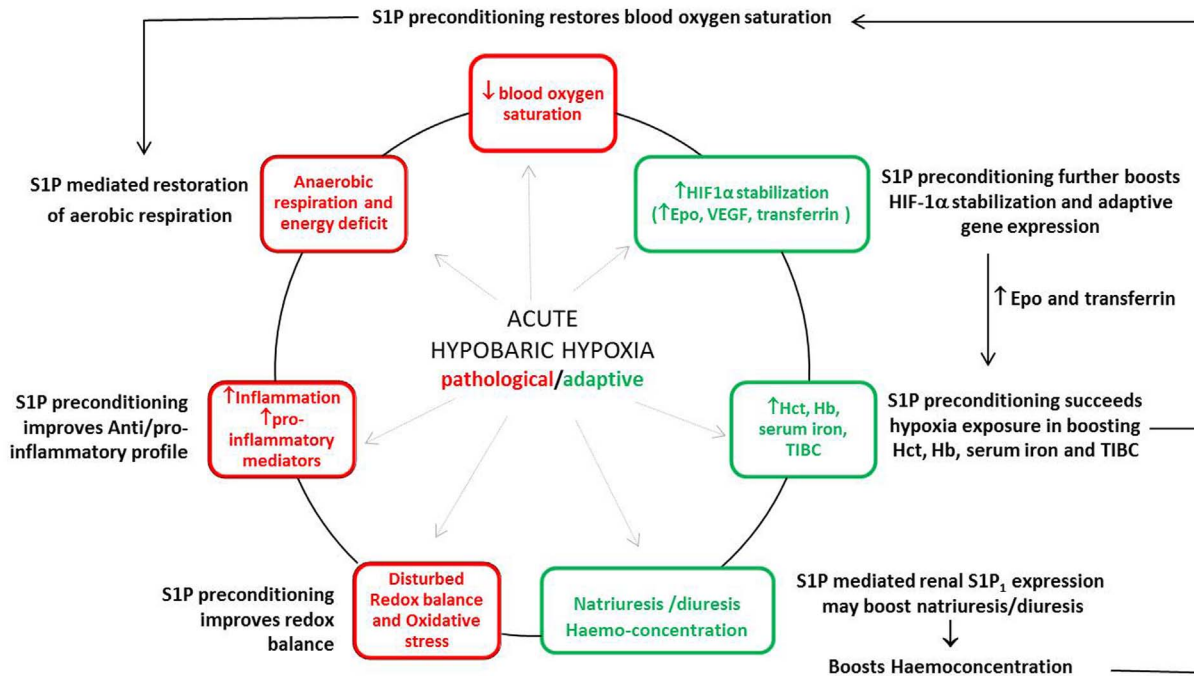 S1P preconditioning restores blood oxygen saturation
↓ blood oxygen
saturation
S1P mediated restoration
of aerobic respiration
Anaerobic
respiration and
energy deficit
↑HIF1α stabilization
(↑Epo, VEGF, transferrin )
S1P preconditioning further boosts
HIF-1α stabilization and adaptive
gene expression
↑ Epo and transferrin
ACUTE
HYPOBARIC HYPOXIA
pathological/adaptive
S1P preconditioning
improves Anti/pro-
inflammatory profile
↑Inflammation
↑pro-
inflammatory
mediators
↑Hct, Hb,
serum iron,
TIBC
S1P preconditioning succeeds
hypoxia exposure in boosting
Hct, Hb, serum iron and TIBC
S1P preconditioning
improves redox
balance
Disturbed
Redox balance
and Oxidative
stress
Natriuresis /diuresis
Haemo-concentration
S1P mediated renal S1P₁ expression
may boost natriuresis/diuresis
Boosts Haemoconcentration